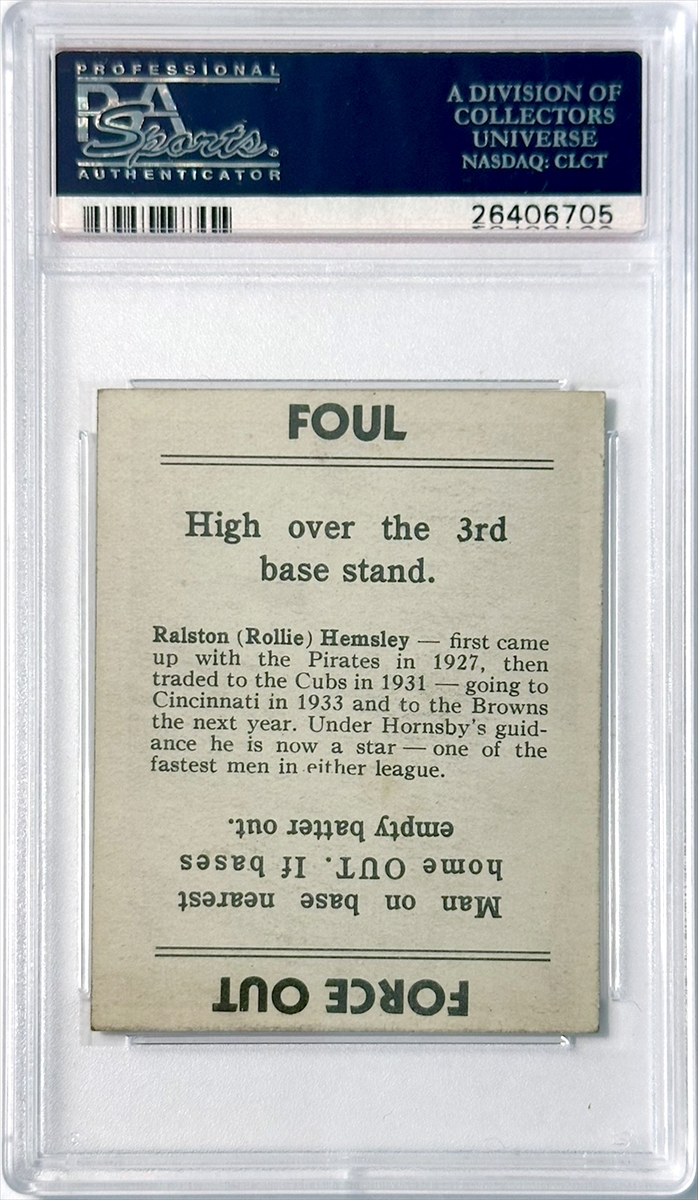 PROFESSIONAL
PSA
Sports
AUTHENTICATOR
A DIVISION OF
COLLECTORS
UNIVERSE
NASDAQ: CLCT
26406705
FOUL
High over the 3rd
base stand.
Ralston (Rollie) Hemsley — first came
up with the Pirates in 1927, then
traded to the Cubs in 1931 — going to
Cincinnati in 1933 and to the Browns
the next year. Under Hornsby's guid-
ance he is now a star — one of the
fastest men in either league.
FORCE OUT
Man on base nearest
home OUT. If bases
empty batter out.